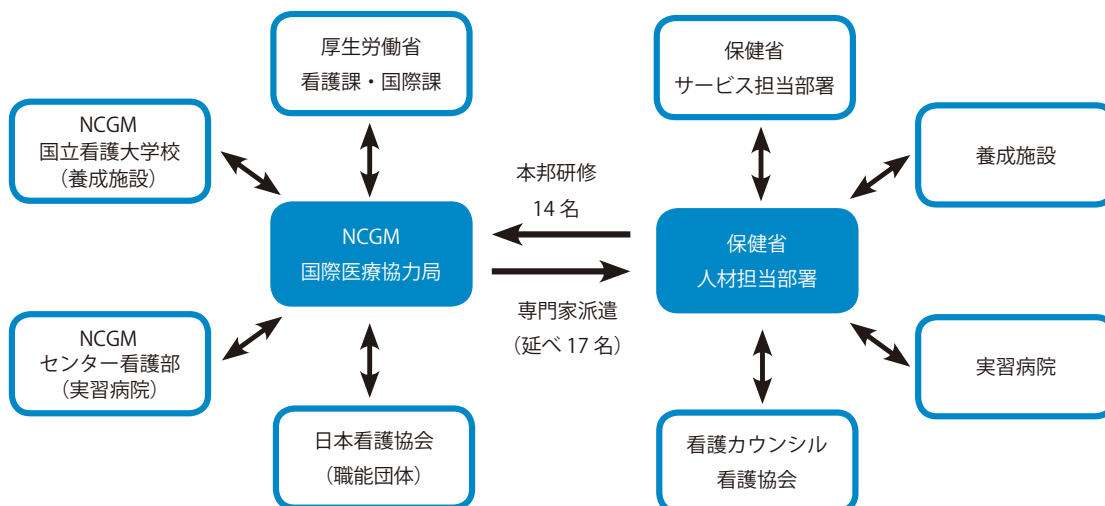 厚生労働省
看護課・国際課
保健省
サービス担当部署
NCGM
国立看護大学校
（養成施設）
養成施設
本邦研修
14 名
NCGM
国際医療協力局
保健省
人材担当部署
専門家派遣
（延べ 17 名）
NCGM
センター看護部
（実習病院）
実習病院
日本看護協会
（職能団体）
看護カウンシル
看護協会